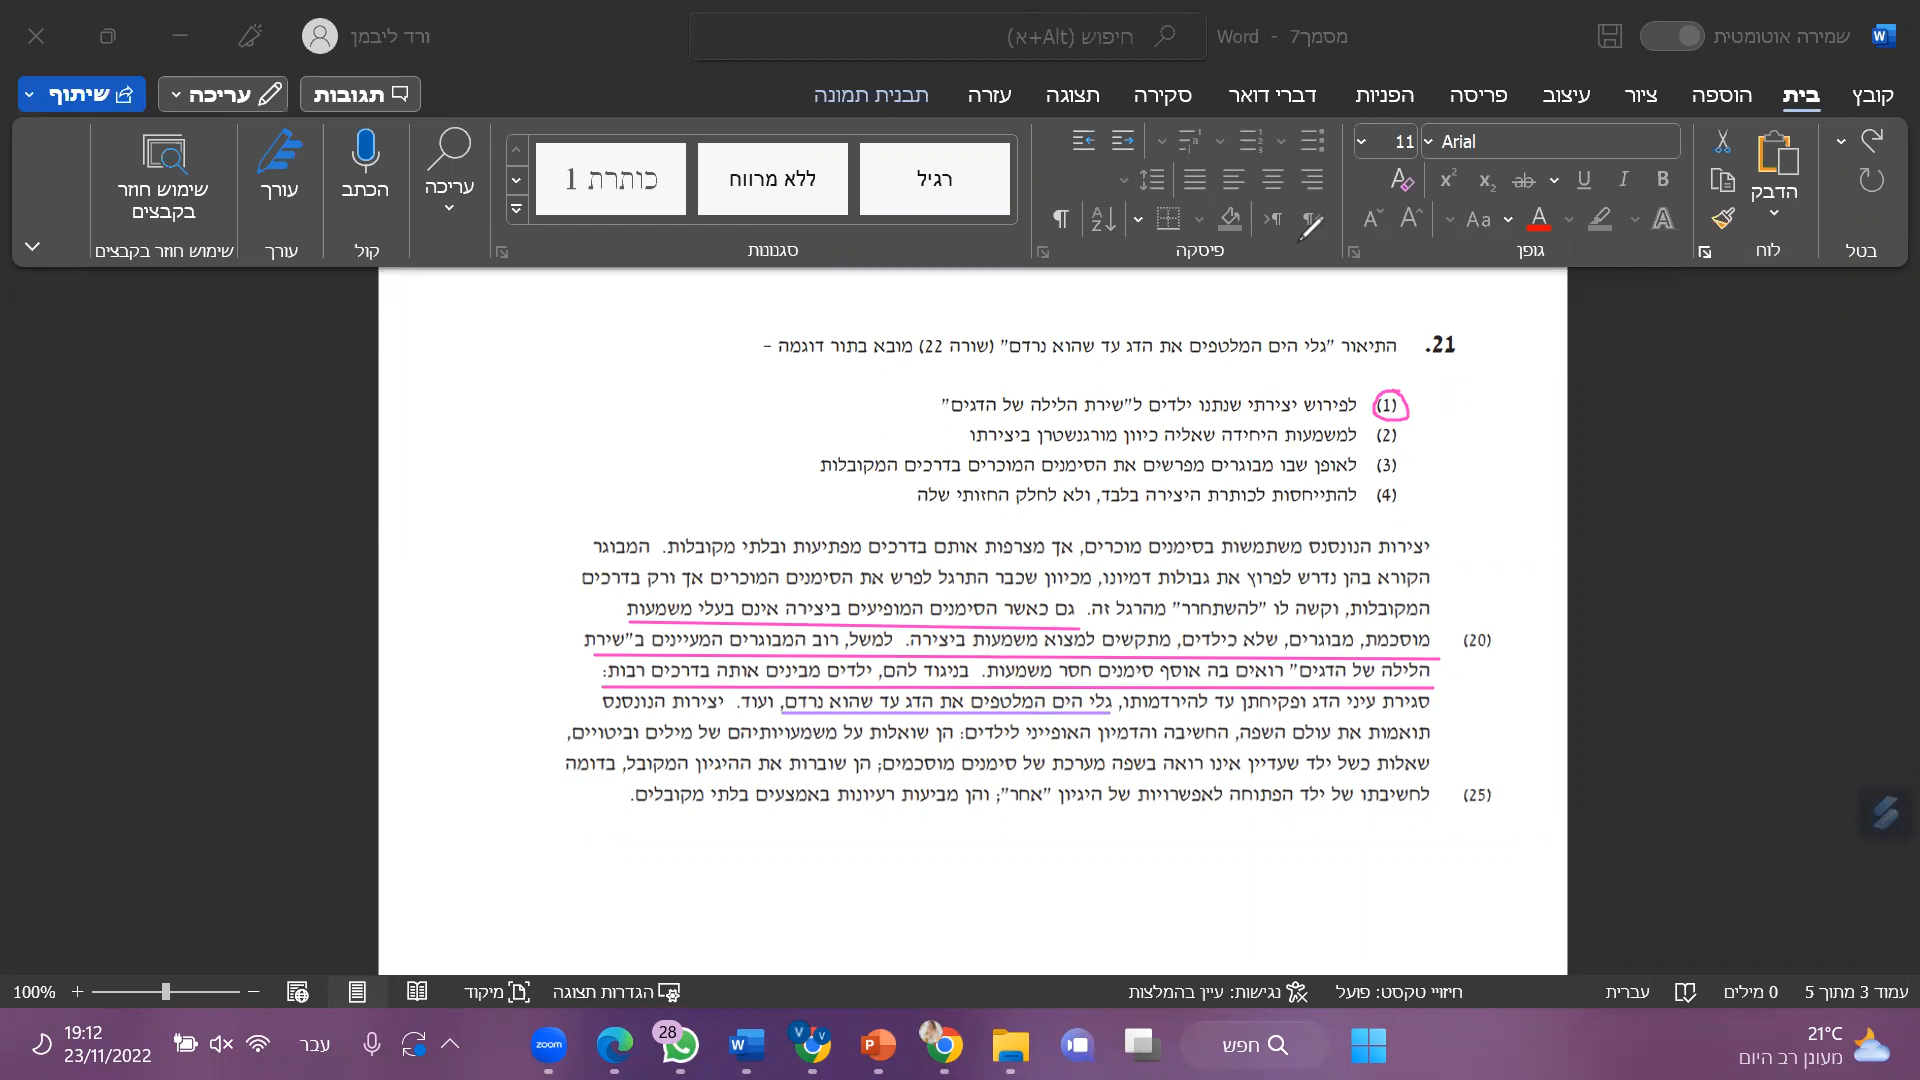 שמירה אוטומטית
מסמך7 - Word
חיפוש (Alt+א)
ורד ליבמן
קובץ
בית
הוספה
ציור
עיצוב
פריסה
הפניות
דברי דואר
סקירה
תצוגה
עזרה
תבנית תמונה
תגובות
עריכה
שיתוף
הדבק
Arial
11
רגיל
ללא מרווח
כותרת 1
עריכה
הכתב
עורך
שימוש חוזר
בקבצים
בטל
לוח
גופן
פיסקה
סגנונות
קול
עורך
שימוש חוזר בקבצים
21. התיאור "גלי הים המלטפים את הדג עד שהוא נרדם" (שורה 22) מובא בתור דוגמה -
(1) לפירוש יצירתי שנתנו ילדים ל"שירת הלילה של הדגים"
(2) למשמעות היחידה שאליה כיוון מורגנשטרן ביצירתו
(3) לאופן שבו מבוגרים מפרשים את הסימנים המוכרים בדרכים המקובלות
(4) להתייחסות לכותרת היצירה בלבד, ולא לחלק החזותי שלה
יצירות הנונסנס משתמשות בסימנים מוכרים, אך מצרפות אותם בדרכים מפתיעות ובלתי מקובלות. המבוגר
הקורא בהן נדרש לפרוץ את גבולות דמיונו, מכיוון שכבר התרגל לפרש את הסימנים המוכרים אך ורק בדרכים
המקובלות, וקשה לו "להשתחרר" מהרגל זה. גם כאשר הסימנים המופיעים ביצירה אינם בעלי משמעות
(20) מוסכמת, מבוגרים, שלא כילדים, מתקשים למצוא משמעות ביצירה. למשל, רוב המבוגרים המעיינים ב"שירת
הלילה של הדגים" רואים בה אוסף סימנים חסר משמעות. בניגוד להם, ילדים מבינים אותה בדרכים רבות:
סגירת עיני הדג ופקיחתן עד להירדמותו, גלי הים המלטפים את הדג עד שהוא נרדם, ועוד. יצירות הנונסנס
תואמות את עולם השפה, החשיבה והדמיון האופייני לילדים: הן שואלות על משמעויותיהם של מילים וביטויים,
שאלות כשל ילד שעדיין אינו רואה בשפה מערכת של סימנים מוסכמים; הן שוברות את ההיגיון המקובל, בדומה
(25) לחשיבתו של ילד הפתוחה לאפשרויות של היגיון "אחר"; והן מביעות רעיונות באמצעים בלתי מקובלים.
עמוד 3 מתוך 5
0 מילים
עברית
חיזויי טקסט: פועל
נגישות: עיין בהמלצות
הגדרות תצוגה
מיקוד
100%
21°C
מעונן רב היום
חפש
zoom
28
עבר
19:12
23/11/2022